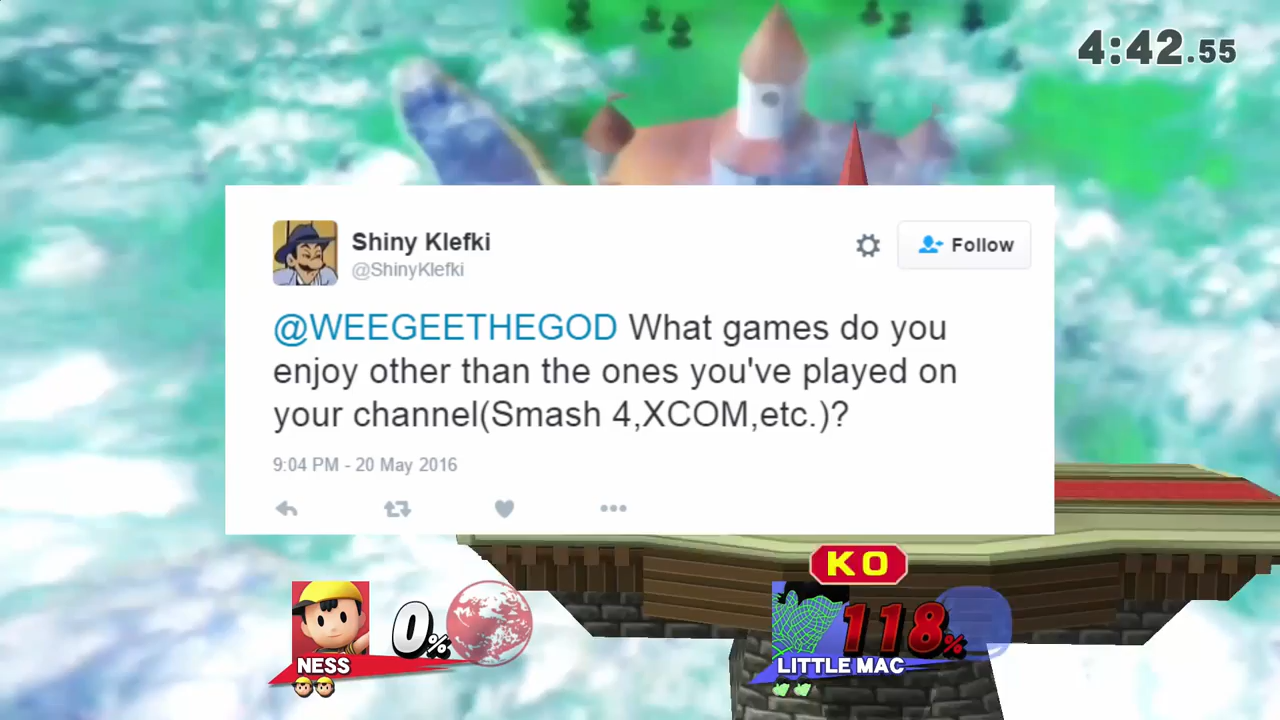 4:42.55
Shiny Klefki
@ShinyKlefki
Follow
@WEEGEETHEGOD What games do you
enjoy other than the ones you've played on
your channel(Smash 4,XCOM,etc.)?
9:04 PM - 20 May 2016
KO
0%
118%
NESS
LITTLE MAC